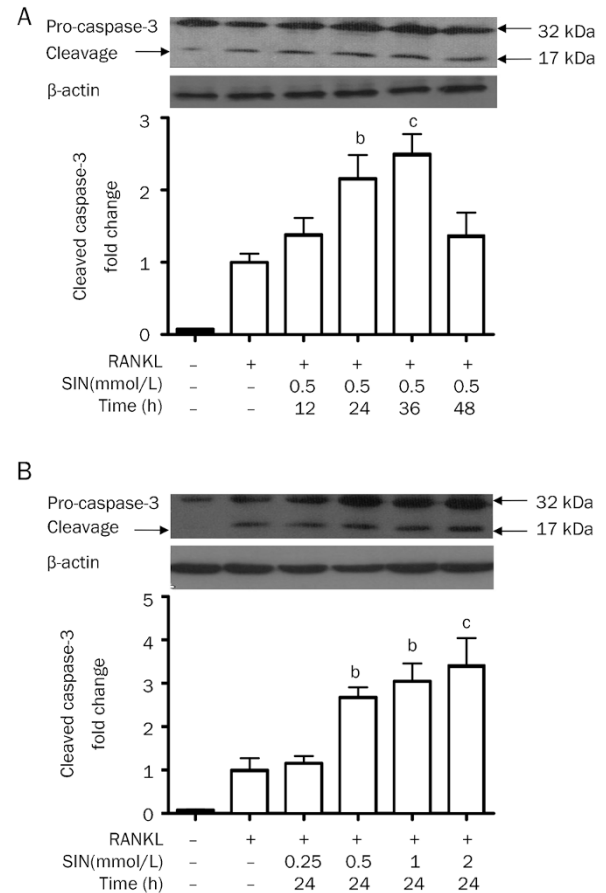 A
Pro-caspase-3
32 kDa
Cleavage
17 kDa
β-actin
Cleaved caspase-3
fold change
3
2
1
0
b
c
RANKL – + + + + +
SIN(mmol/L) – – 0.5 0.5 0.5 0.5
Time (h) – – 12 24 36 48
B
Pro-caspase-3
32 kDa
Cleavage
17 kDa
β-actin
Cleaved caspase-3
fold change
5
4
3
2
1
0
b
b
c
RANKL – + + + + +
SIN(mmol/L) – – 0.25 0.5 1 2
Time (h) – – 24 24 24 24